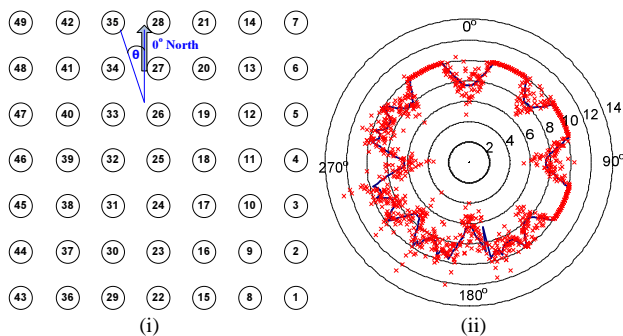 49 42 35 28 21 14 7
θ 0° North
48 41 34 27 20 13 6
47 40 33 26 19 12 5
46 39 32 25 18 11 4
45 38 31 24 17 10 3
44 37 30 23 16 9 2
43 36 29 22 15 8 1
(i)
0°
2 4 6 8 10 12 14
270° 90°
180°
(ii)